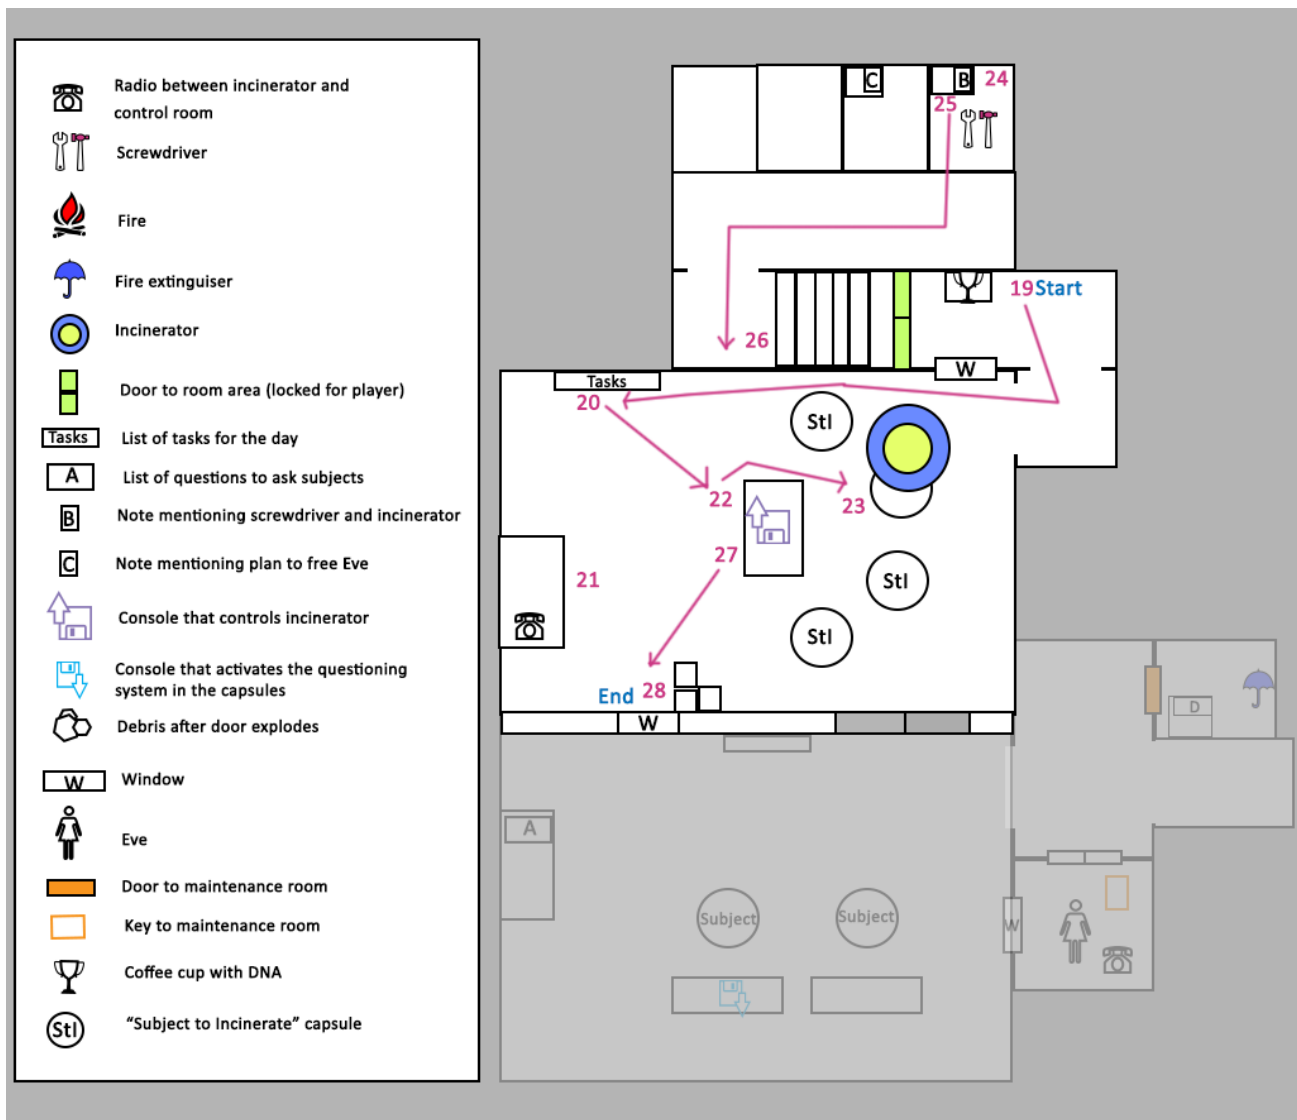 Radio between incinerator and
control room
Screwdriver
Fire
Fire extinguiser
Incinerator
Door to room area (locked for player)
Tasks
List of tasks for the day
A
List of questions to ask subjects
B
Note mentioning screwdriver and incinerator
C
Note mentioning plan to free Eve
Console that controls incinerator
Console that activates the questioning
system in the capsules
Debris after door explodes
W
Window
Eve
Door to maintenance room
Key to maintenance room
Coffee cup with DNA
StI
"Subject to Incinerate" capsule
C
B
24
25
19 Start
26
W
Tasks
20
StI
22
23
27
21
StI
StI
End 28
W
D
A
Subject
Subject
W